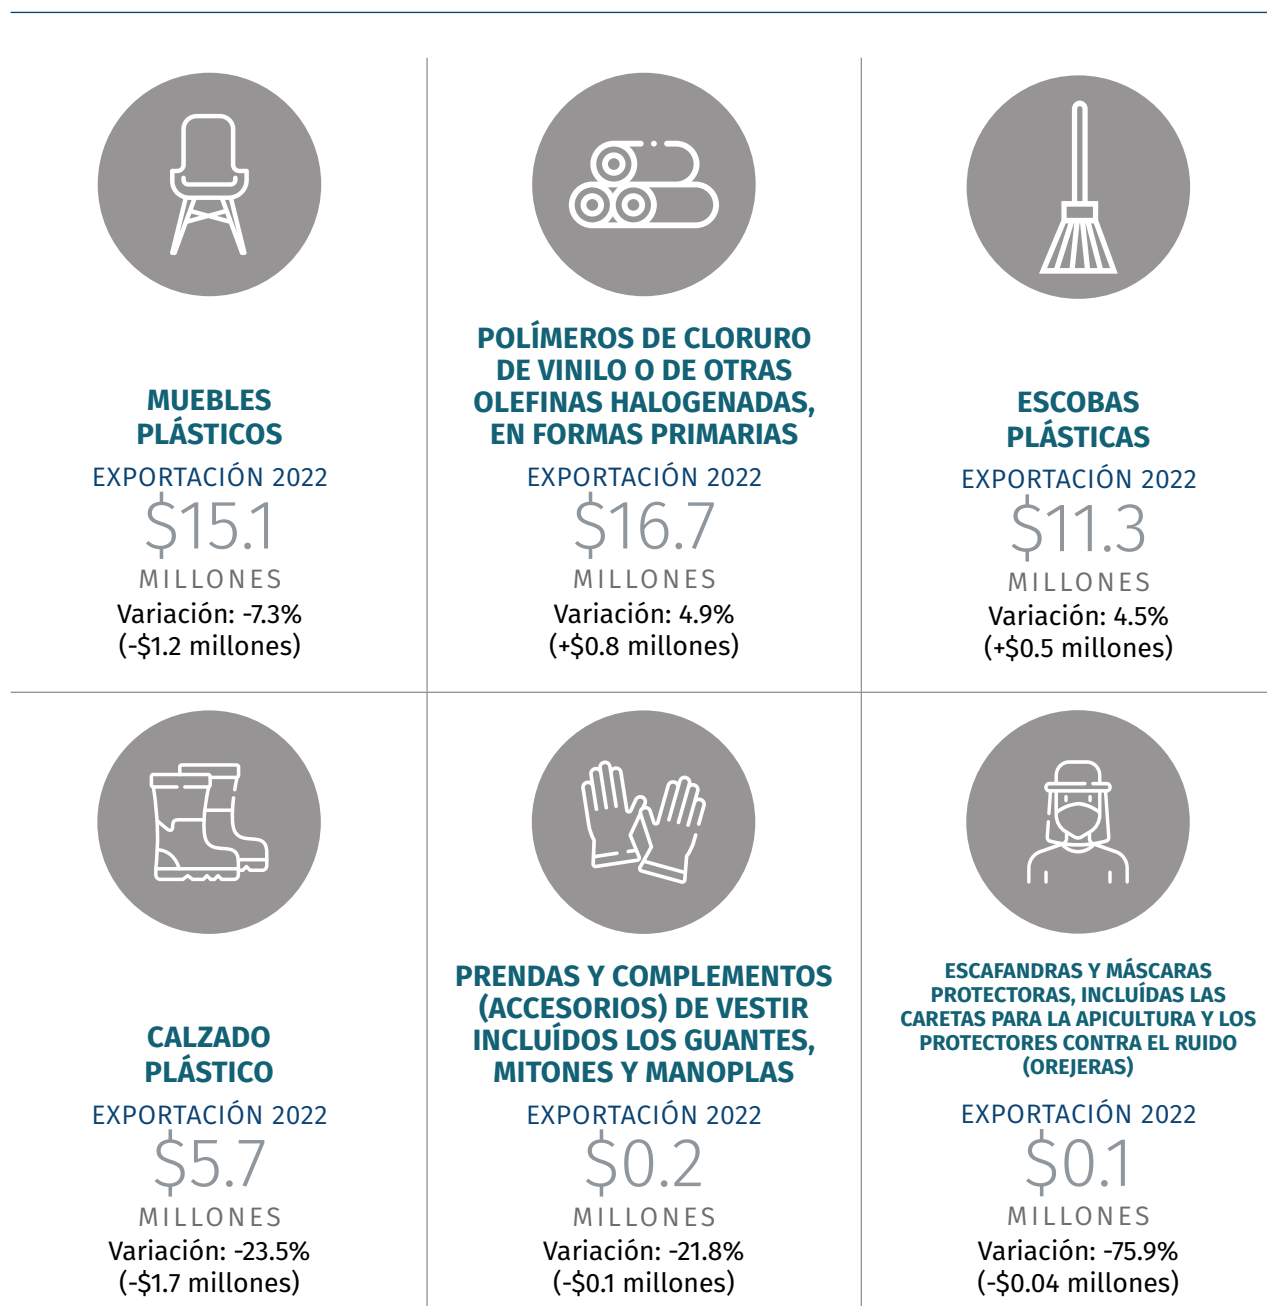 MUEBLES
PLÁSTICOS
EXPORTACIÓN 2022
$15.1
MILLONES
Variación: -7.3%
(-$1.2 millones)
POLÍMEROS DE CLORURO
DE VINILO O DE OTRAS
OLEFINAS HALOGENADAS,
EN FORMAS PRIMARIAS
EXPORTACIÓN 2022
$16.7
MILLONES
Variación: 4.9%
(+$0.8 millones)
ESCOBAS
PLÁSTICAS
EXPORTACIÓN 2022
$11.3
MILLONES
Variación: 4.5%
(+$0.5 millones)
CALZADO
PLÁSTICO
EXPORTACIÓN 2022
$5.7
MILLONES
Variación: -23.5%
(-$1.7 millones)
PRENDAS Y COMPLEMENTOS
(ACCESORIOS) DE VESTIR
INCLUÍDOS LOS GUANTES,
MITONES Y MANOPLAS
EXPORTACIÓN 2022
$0.2
MILLONES
Variación: -21.8%
(-$0.1 millones)
ESCAFANDRAS Y MÁSCARAS
PROTECTORAS, INCLUÍDAS LAS
CARETAS PARA LA APICULTURA Y LOS
PROTECTORES CONTRA EL RUIDO
(OREJERAS)
EXPORTACIÓN 2022
$0.1
MILLONES
Variación: -75.9%
(-$0.04 millones)